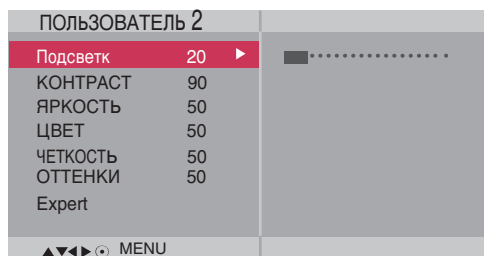 ПОЛЬЗОВАТЕЛЬ 2
Подсветк 20
КОНТРАСТ 90
ЯРКОСТЬ 50
ЦВЕТ 50
ЧЕТКОСТЬ 50
ОТТЕНКИ 50
Expert
MENU